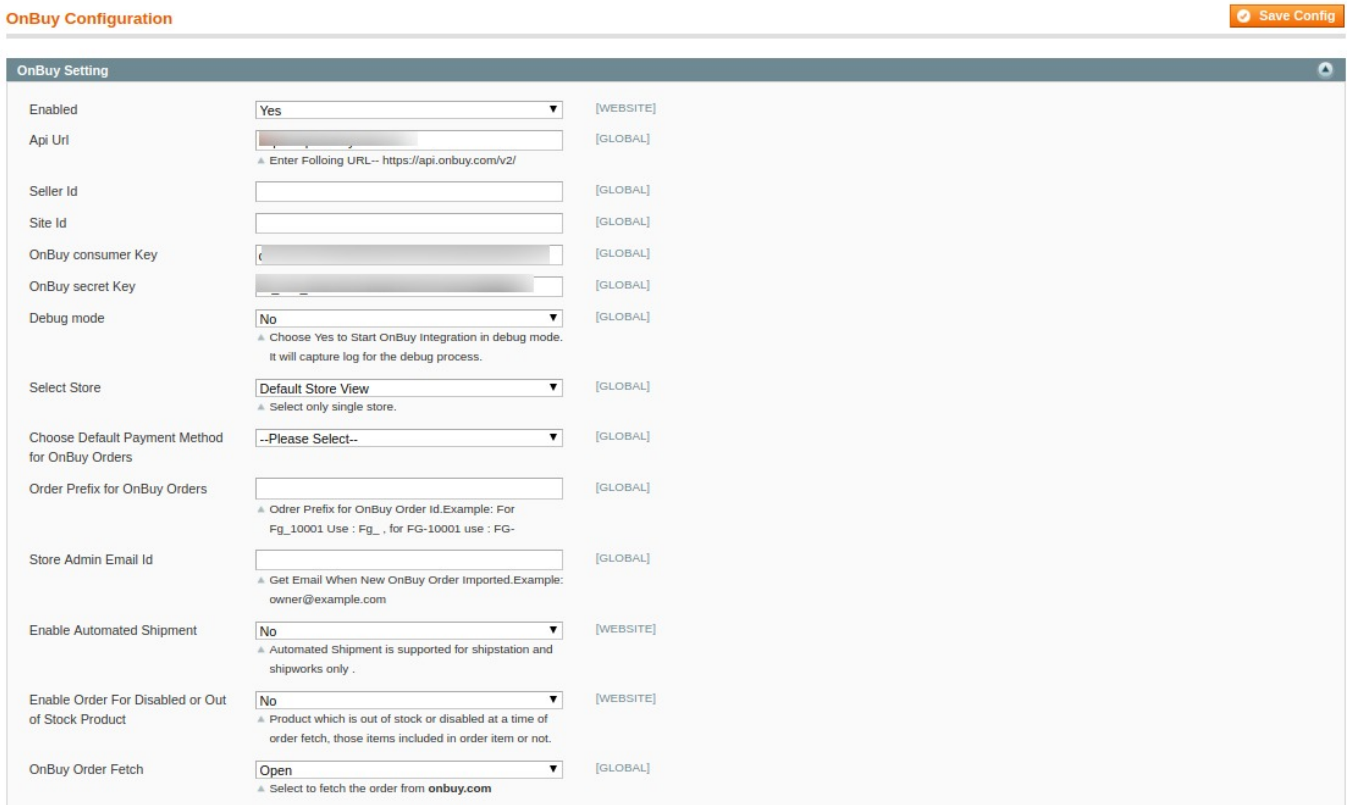 OnBuy Configuration
Save Config
OnBuy Setting
Enabled
Yes
[WEBSITE]
Api Url
[GLOBAL]
Enter Folloing URL-- https://api.onbuy.com/v2/
Seller Id
[GLOBAL]
Site Id
[GLOBAL]
OnBuy consumer Key
[GLOBAL]
OnBuy secret Key
[GLOBAL]
Debug mode
No
[GLOBAL]
Choose Yes to Start OnBuy Integration in debug mode.
It will capture log for the debug process.
Select Store
Default Store View
[GLOBAL]
Select only single store.
Choose Default Payment Method
for OnBuy Orders
--Please Select--
[GLOBAL]
Order Prefix for OnBuy Orders
[GLOBAL]
Odrer Prefix for OnBuy Order Id.Example: For
Fg_10001 Use : Fg_ , for FG-10001 use : FG-
Store Admin Email Id
[GLOBAL]
Get Email When New OnBuy Order Imported.Example:
owner@example.com
Enable Automated Shipment
No
[WEBSITE]
Automated Shipment is supported for shipstation and
shipworks only .
Enable Order For Disabled or Out
of Stock Product
No
[WEBSITE]
Product which is out of stock or disabled at a time of
order fetch, those items included in order item or not.
OnBuy Order Fetch
Open
[GLOBAL]
Select to fetch the order from onbuy.com